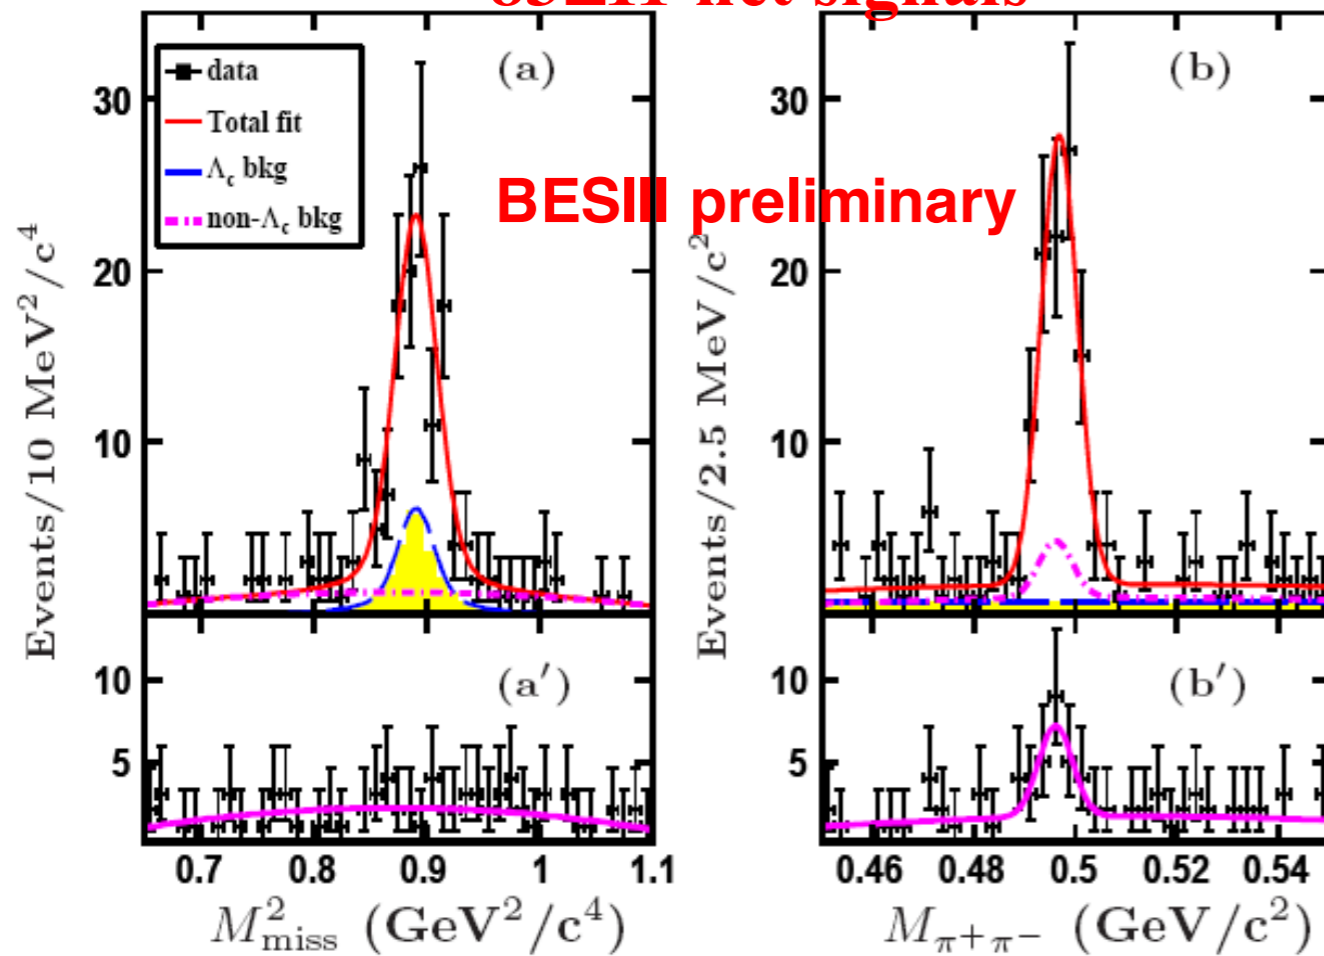 net signals
BESIII preliminary
(a)
data
Total fit
Λc bkg
non-Λc bkg
30
20
10
Events/10 MeV²/c⁴
(a′)
10
5
0.7 0.8 0.9 1 1.1
M²miss (GeV²/c⁴)
(b)
30
20
10
Events/2.5 MeV/c²
(b′)
10
5
0.46 0.48 0.5 0.52 0.54
Mπ+π− (GeV/c²)